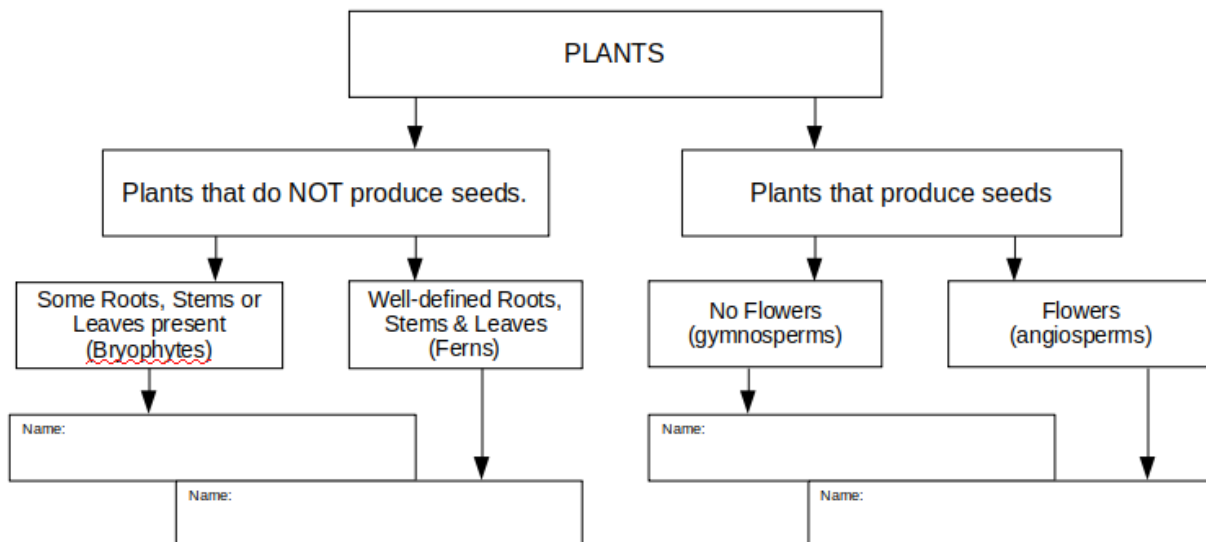 PLANTS
Plants that do NOT produce seeds.
Plants that produce seeds
Some Roots, Stems or
Leaves present
(Bryophytes)
Well-defined Roots,
Stems & Leaves
(Ferns)
No Flowers
(gymnosperms)
Flowers
(angiosperms)
Name:
Name:
Name:
Name: